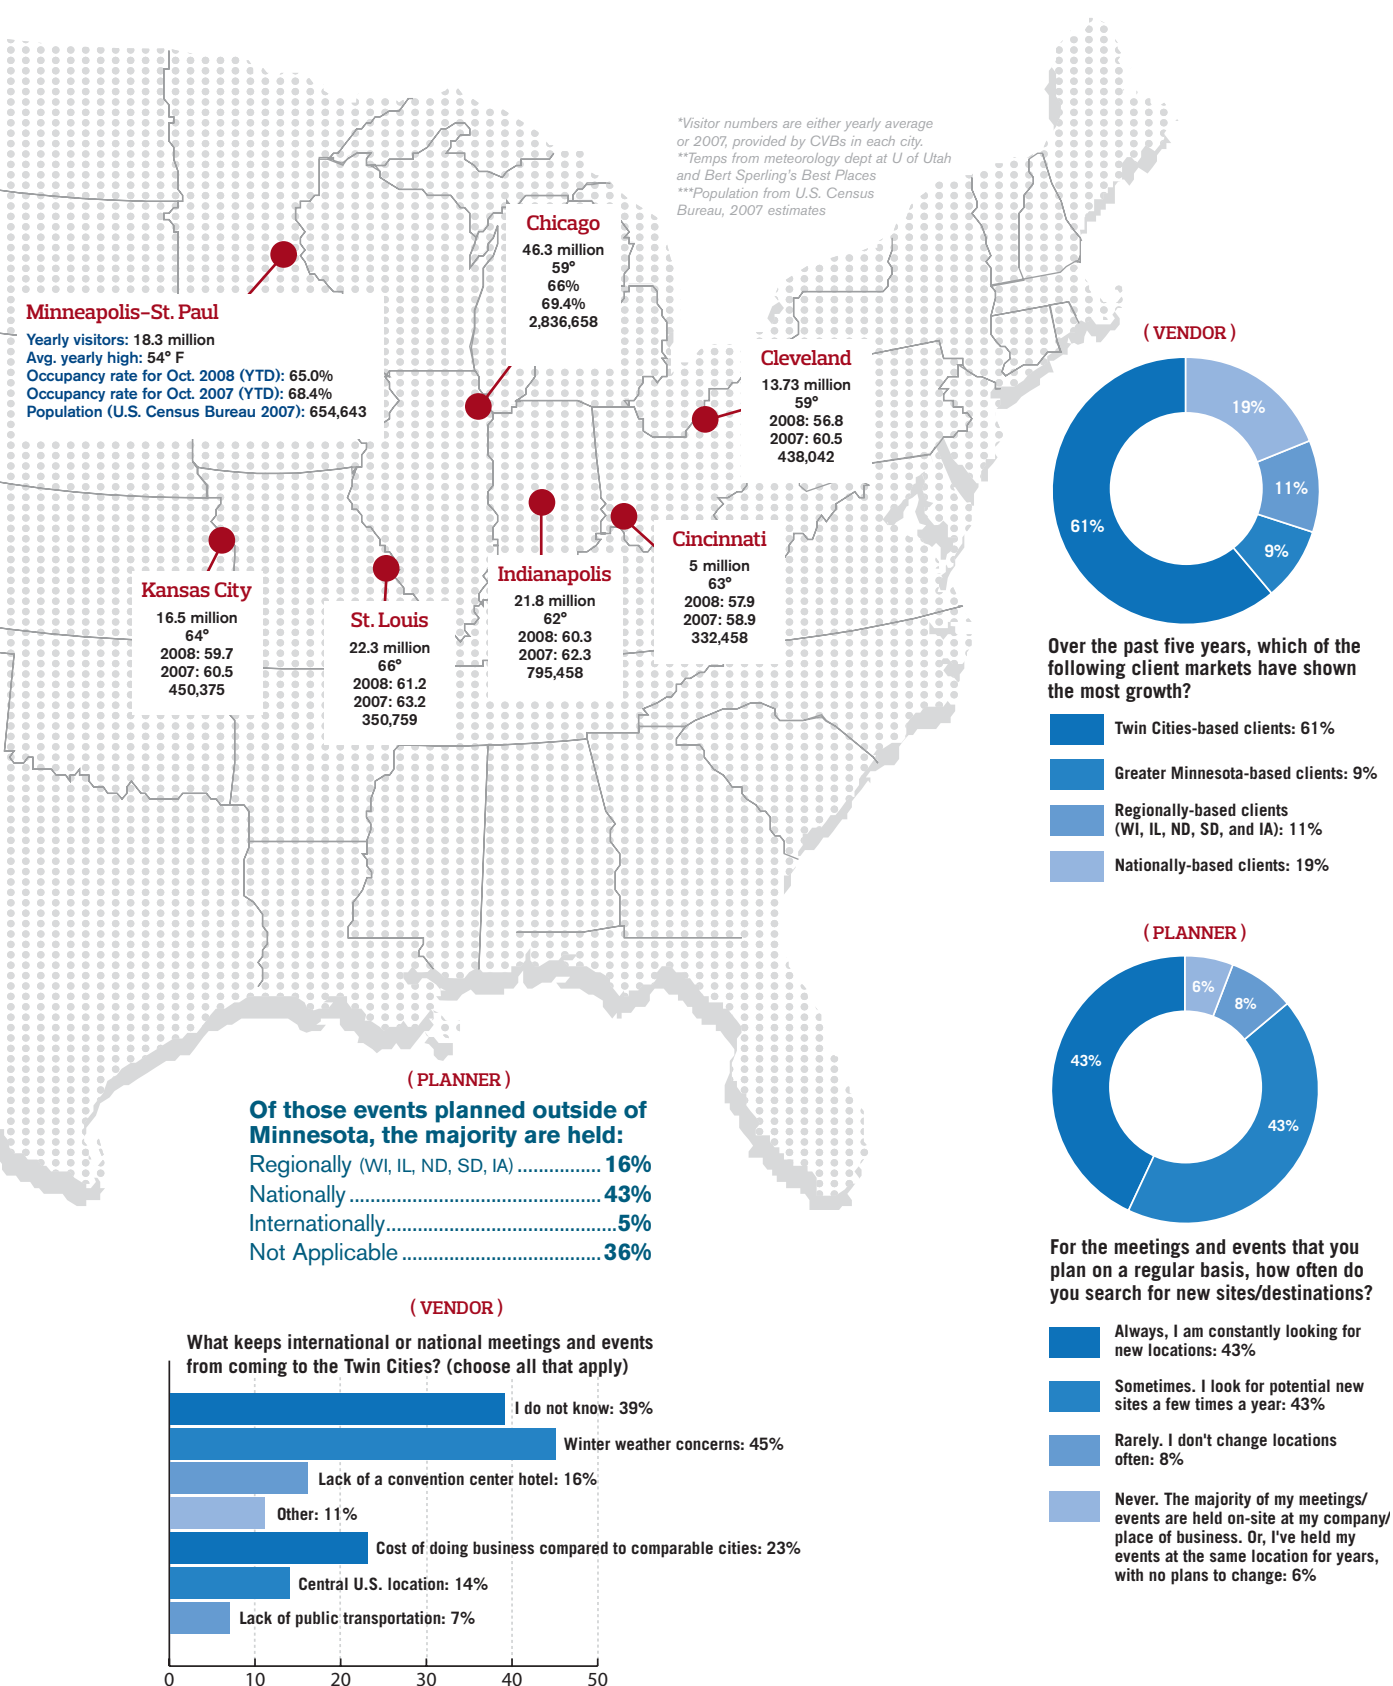 *Visitor numbers are either yearly average
or 2007, provided by CVBs in each city.
**Temps from meteorology dept at U of Utah
and Bert Sperling's Best Places
***Population from U.S. Census
Bureau, 2007 estimates
Chicago
46.3 million
59°
66%
69.4%
2,836,658
Minneapolis–St. Paul
Yearly visitors: 18.3 million
Avg. yearly high: 54° F
Occupancy rate for Oct. 2008 (YTD): 65.0%
Occupancy rate for Oct. 2007 (YTD): 68.4%
Population (U.S. Census Bureau 2007): 654,643
Cleveland
13.73 million
59°
2008: 56.8
2007: 60.5
438,042
Cincinnati
5 million
63°
2008: 57.9
2007: 58.9
332,458
Indianapolis
21.8 million
62°
2008: 60.3
2007: 62.3
795,458
Kansas City
16.5 million
64°
2008: 59.7
2007: 60.5
450,375
St. Louis
22.3 million
66°
2008: 61.2
2007: 63.2
350,759
( VENDOR )
19%
11%
9%
61%
Over the past five years, which of the
following client markets have shown
the most growth?
Twin Cities-based clients: 61%
Greater Minnesota-based clients: 9%
Regionally-based clients
(WI, IL, ND, SD, and IA): 11%
Nationally-based clients: 19%
( PLANNER )
6%
8%
43%
43%
For the meetings and events that you
plan on a regular basis, how often do
you search for new sites/destinations?
Always, I am constantly looking for
new locations: 43%
Sometimes. I look for potential new
sites a few times a year: 43%
Rarely. I don't change locations
often: 8%
Never. The majority of my meetings/
events are held on-site at my company/
place of business. Or, I've held my
events at the same location for years,
with no plans to change: 6%
( PLANNER )
Of those events planned outside of
Minnesota, the majority are held:
Regionally (WI, IL, ND, SD, IA) ................ 16%
Nationally ................................................ 43%
Internationally............................................5%
Not Applicable ...................................... 36%
( VENDOR )
What keeps international or national meetings and events
from coming to the Twin Cities? (choose all that apply)
I do not know: 39%
Winter weather concerns: 45%
Lack of a convention center hotel: 16%
Other: 11%
Cost of doing business compared to comparable cities: 23%
Central U.S. location: 14%
Lack of public transportation: 7%
0 10 20 30 40 50